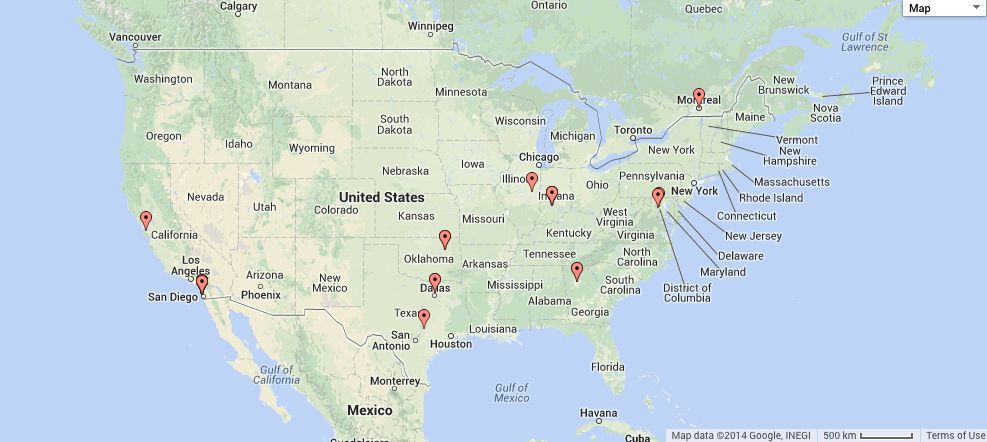 Calgary
Ontario
Quebec
Map
Winnipeg
Vancouver
Gulf of St
Lawrence
Washington
Montana
North
Dakota
Minnesota
Montreal
New
Brunswick
Prince
Edward
Island
Nova
Scotia
Maine
Oregon
Idaho
Wyoming
South
Dakota
Wisconsin
Michigan
Toronto
New York
Vermont
New
Hampshire
Iowa
Chicago
Nebraska
Illino
Ohio
Pennsylvania
New York
Massachusetts
Rhode Island
Connecticut
Nevada
Utah
Colorado
United States
Kansas
Missouri
West
Virginia
Virginia
Kentucky
New Jersey
Delaware
Maryland
District of
Columbia
California
Los
Angeles
San Diego
Arizona
Phoenix
New
Mexico
Oklahoma
Arkansas
Tennessee
North
Carolina
South
Carolina
Dallas
Mississippi
Alabama
Georgia
Texa
San
Antonio
Houston
Louisiana
Florida
Gulf of
California
Monterrey
Gulf of
Mexico
Mexico
Havana
Cuba
Guadalajara
Map data ©2014 Google, INEGI
500 km
Terms of Use